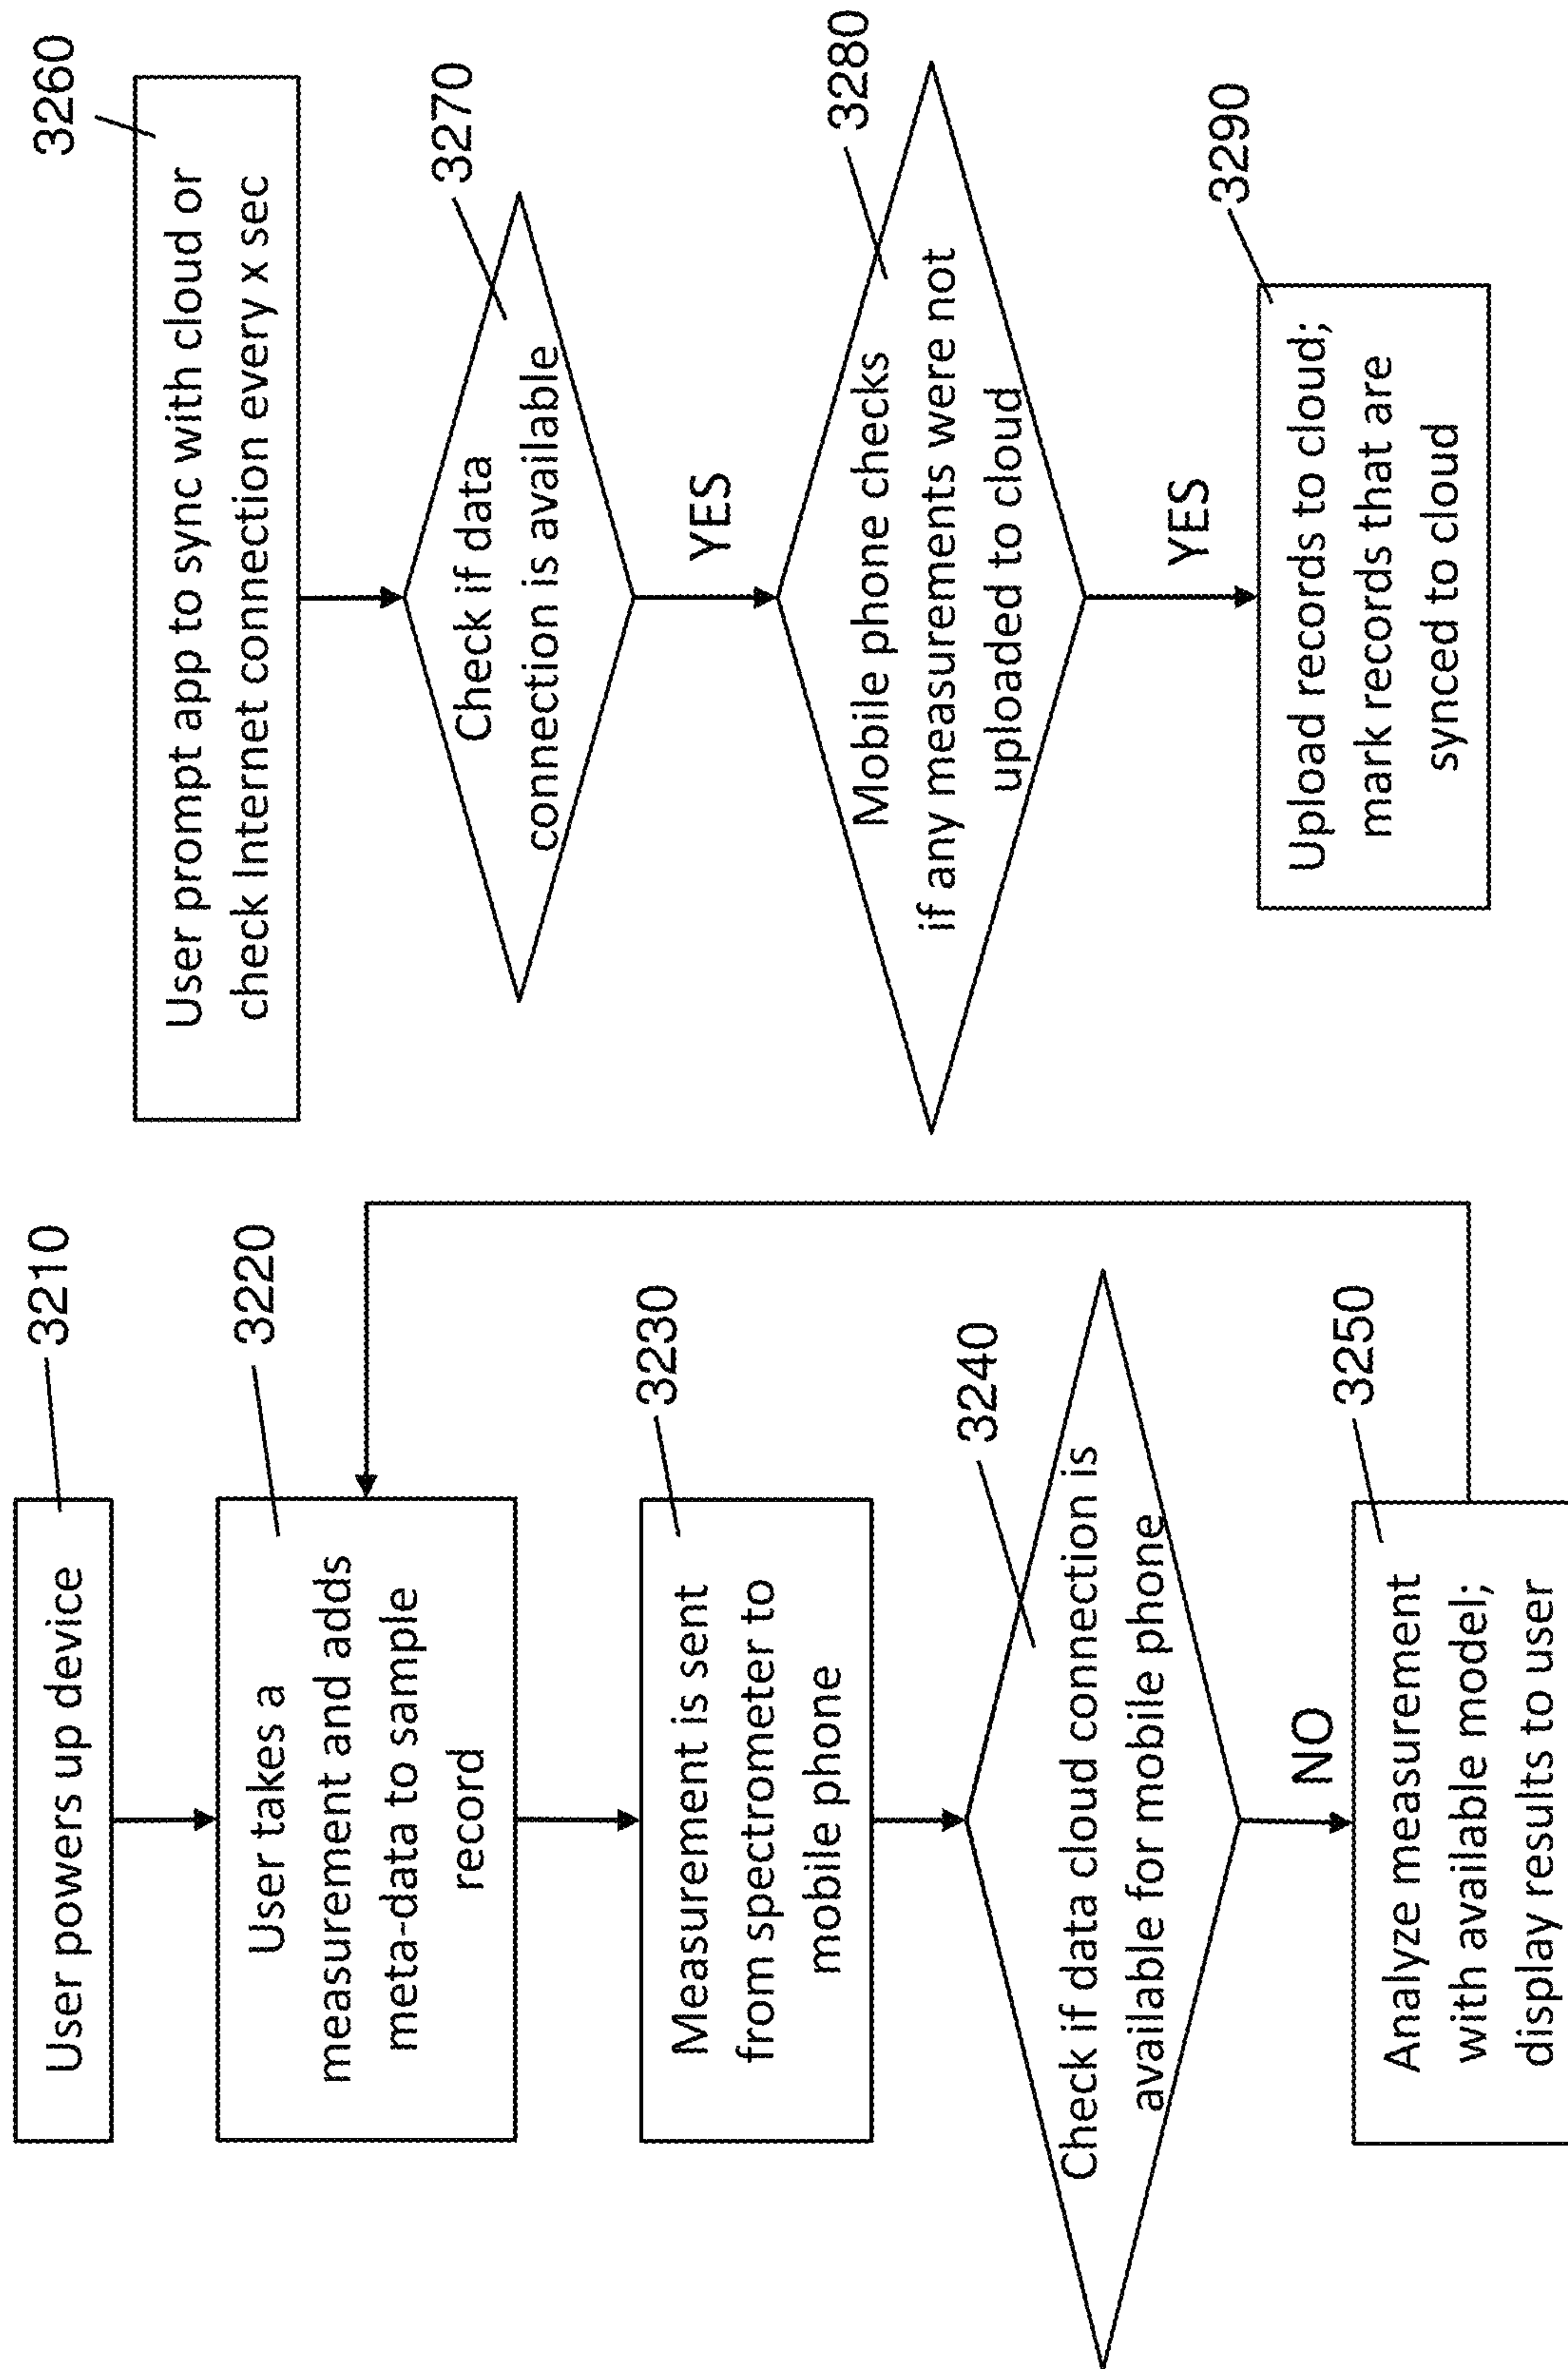 3210
User powers up device
3220
User takes a
measurement and adds
meta-data to sample
record
3230
Measurement is sent
from spectrometer to
mobile phone
3240
Check if data cloud connection is
available for mobile phone
NO
3250
Analyze measurement
with available model;
display results to user
3260
User prompt app to sync with cloud or
check Internet connection every x sec
3270
Check if data
connection is available
YES
3280
Mobile phone checks
if any measurements were not
uploaded to cloud
YES
3290
Upload records to cloud;
mark records that are
synced to cloud